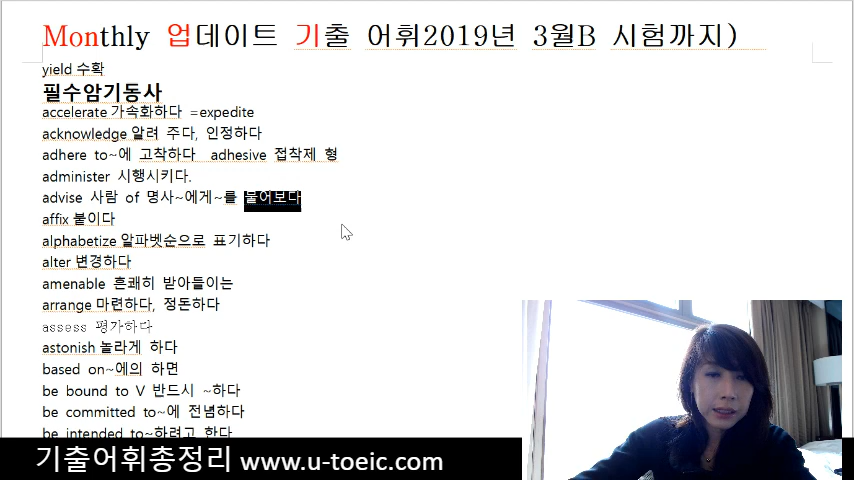 Monthly 업데이트 기출 어휘2019년 3월B 시험까지)
yield 수확
필수암기동사
accelerate 가속화하다 =expedite
acknowledge 알려 주다, 인정하다
adhere to~에 고착하다 adhesive 접착제 형
administer 시행시키다.
advise 사람 of 명사~에게~를 물어보다
affix 붙이다
alphabetize 알파벳순으로 표기하다
alter 변경하다
amenable 흔쾌히 받아들이는
arrange 마련하다, 정돈하다
assess 평가하다
astonish 놀라게 하다
based on~에의 하면
be bound to V 반드시 ~하다
be committed to~에 전념하다
be intended to~하려고 한다
기출어휘총정리 www.u-toeic.com